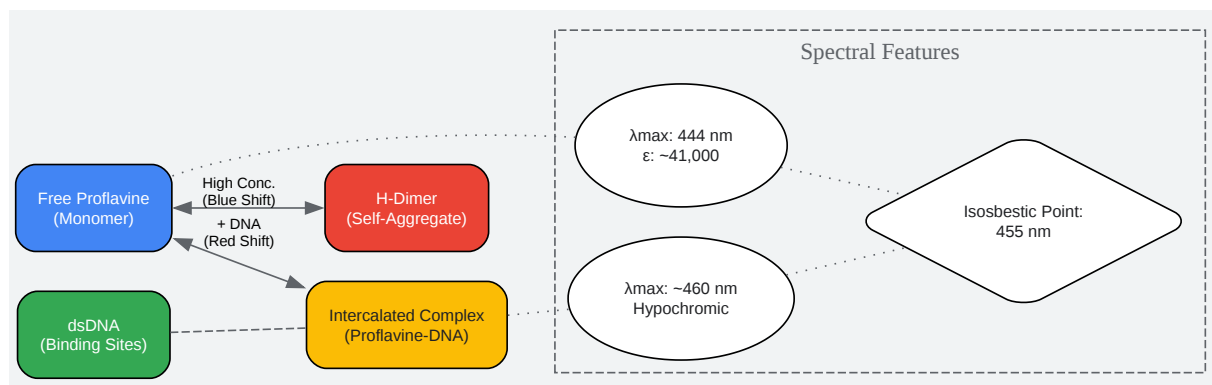 Spectral Features
λmax: 444 nm
ε: ~41,000
Free Proflavine
(Monomer)
High Conc.
(Blue Shift)
H-Dimer
(Self-Aggregate)
+ DNA
(Red Shift)
Isosbestic Point:
455 nm
dsDNA
(Binding Sites)
Intercalated Complex
(Proflavine-DNA)
λmax: ~460 nm
Hypochromic